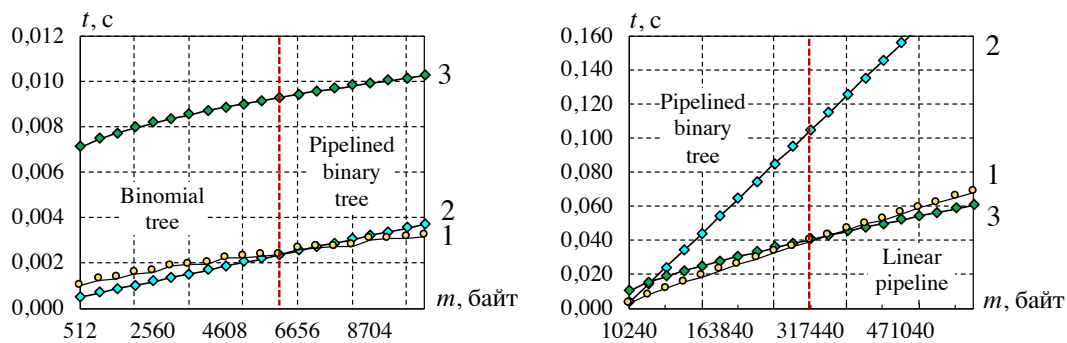 t, с
0,012
0,010
0,008
0,006
0,004
0,002
0,000
3
Pipelined
binary
tree
Binomial
tree
2
1
m, байт
512 2560 4608 6656 8704
t, с
0,160
0,140
0,120
0,100
0,080
0,060
0,040
0,020
0,000
2
Pipelined
binary
tree
1
3
Linear
pipeline
m, байт
10240 163840 317440 471040